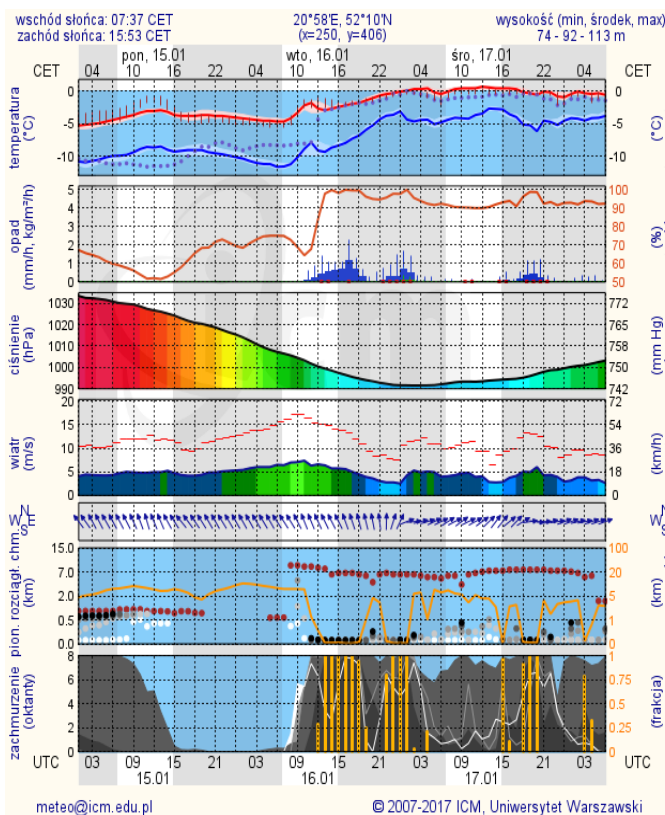 wschód słońca: 07:37 CET 20°58'E, 52°10'N wysokość (min, środek, max)
zachód słońca: 15:53 CET (x=250, y=406) 74 - 92 - 113 m
pon, 15.01 wto, 16.01 śro, 17.01
CET 04 10 16 22 04 10 16 22 04 10 16 22 04 CET
temperatura (°C) 0 -5 -10 0 -5 -10 (°C)
opad (mm/h, kg/m²/h) 5 4 3 2 1 0 100 90 80 70 60 50 (%)
ciśnienie (hPa) 1030 1020 1010 1000 990 772 765 758 750 742 (mm Hg)
wiatr m/s 20 15 10 5 0 72 54 36 18 0 (km/h)
N W E S N W S
pion. rozciągł. chm. (km) 15.0 7.0 2.0 0.5 0.0 100 20 5 1 0 (km)
zachmurzenie (oktanty) 8 6 4 2 0 1 0.75 0.5 0.25 0 (frakcja)
UTC 03 09 15 21 03 09 15 21 03 09 15 21 03 UTC
15.01 16.01 17.01
meteo@icm.edu.pl © 2007-2017 ICM, Uniwersytet Warszawski